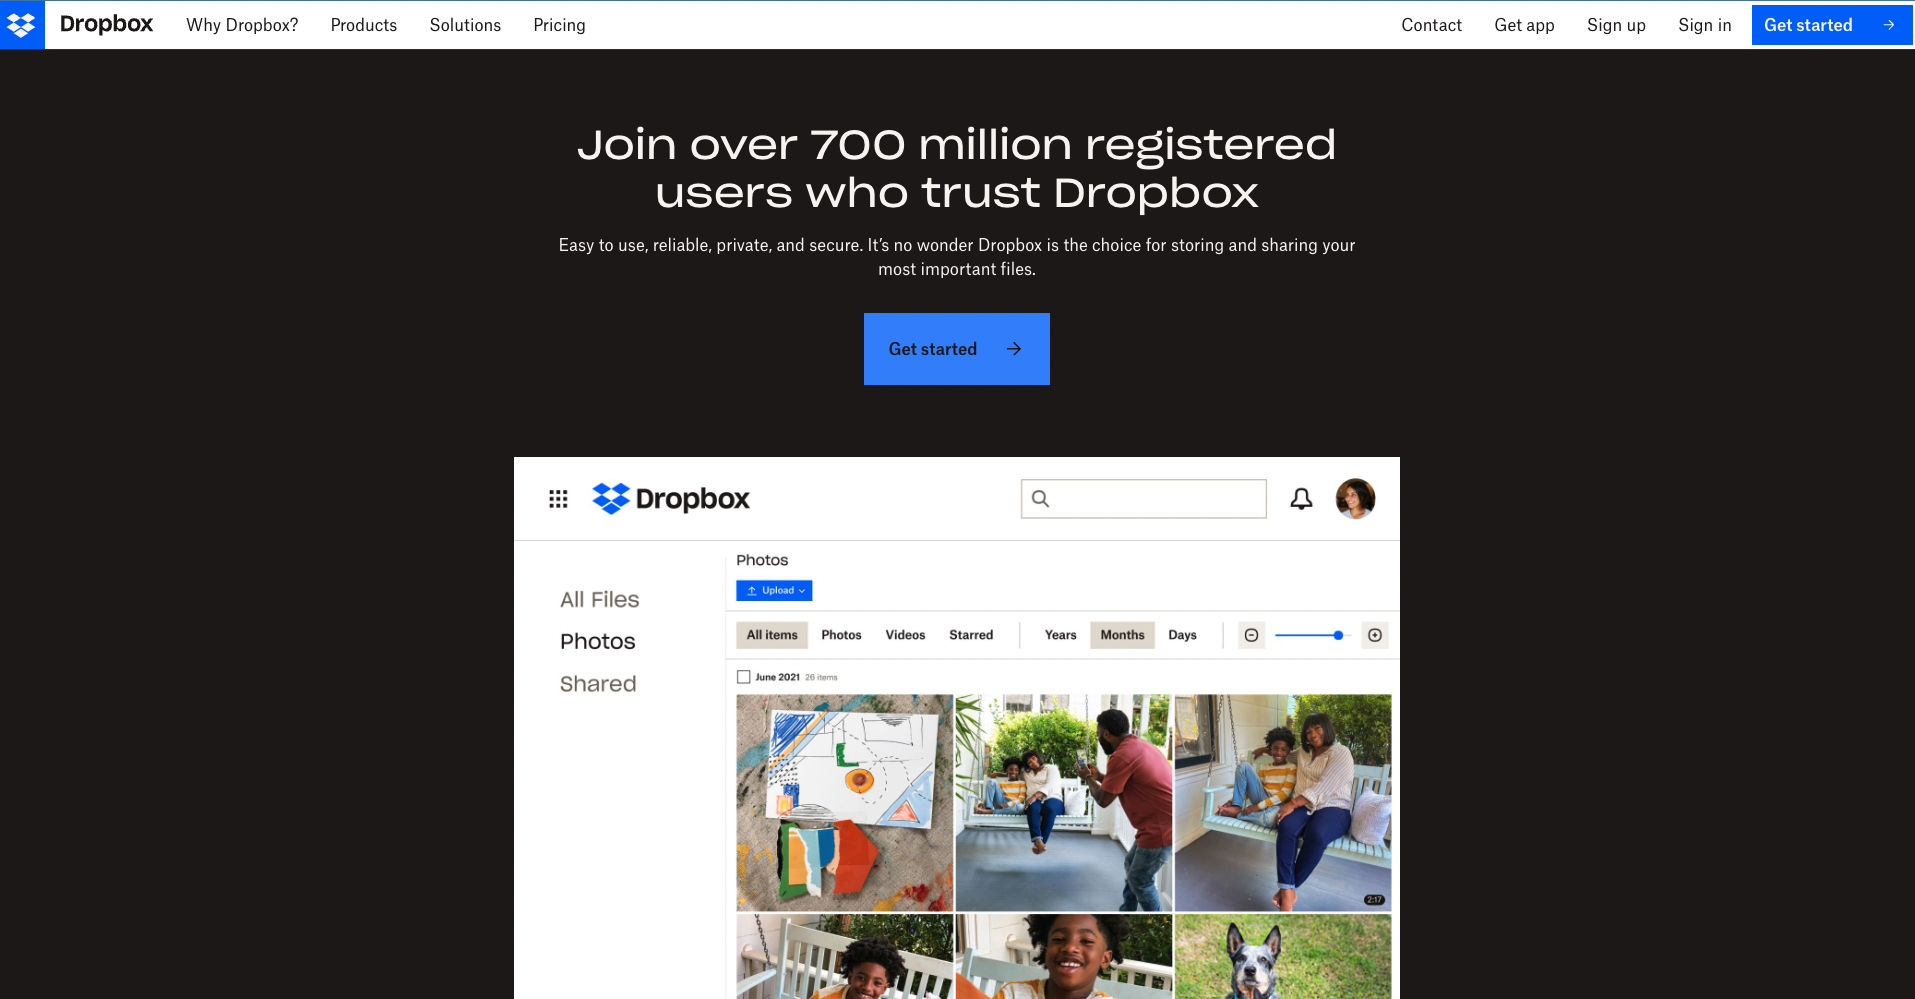 Dropbox
Why Dropbox?
Products
Solutions
Pricing
Contact
Get app
Sign up
Sign in
Get started
Join over 700 million registered
users who trust Dropbox
Easy to use, reliable, private, and secure. It’s no wonder Dropbox is the choice for storing and sharing your
most important files.
Get started
Dropbox
All Files
Photos
Shared
Photos
Upload
All items
Photos
Videos
Starred
Years
Months
Days
June 2021 26 items
2:17